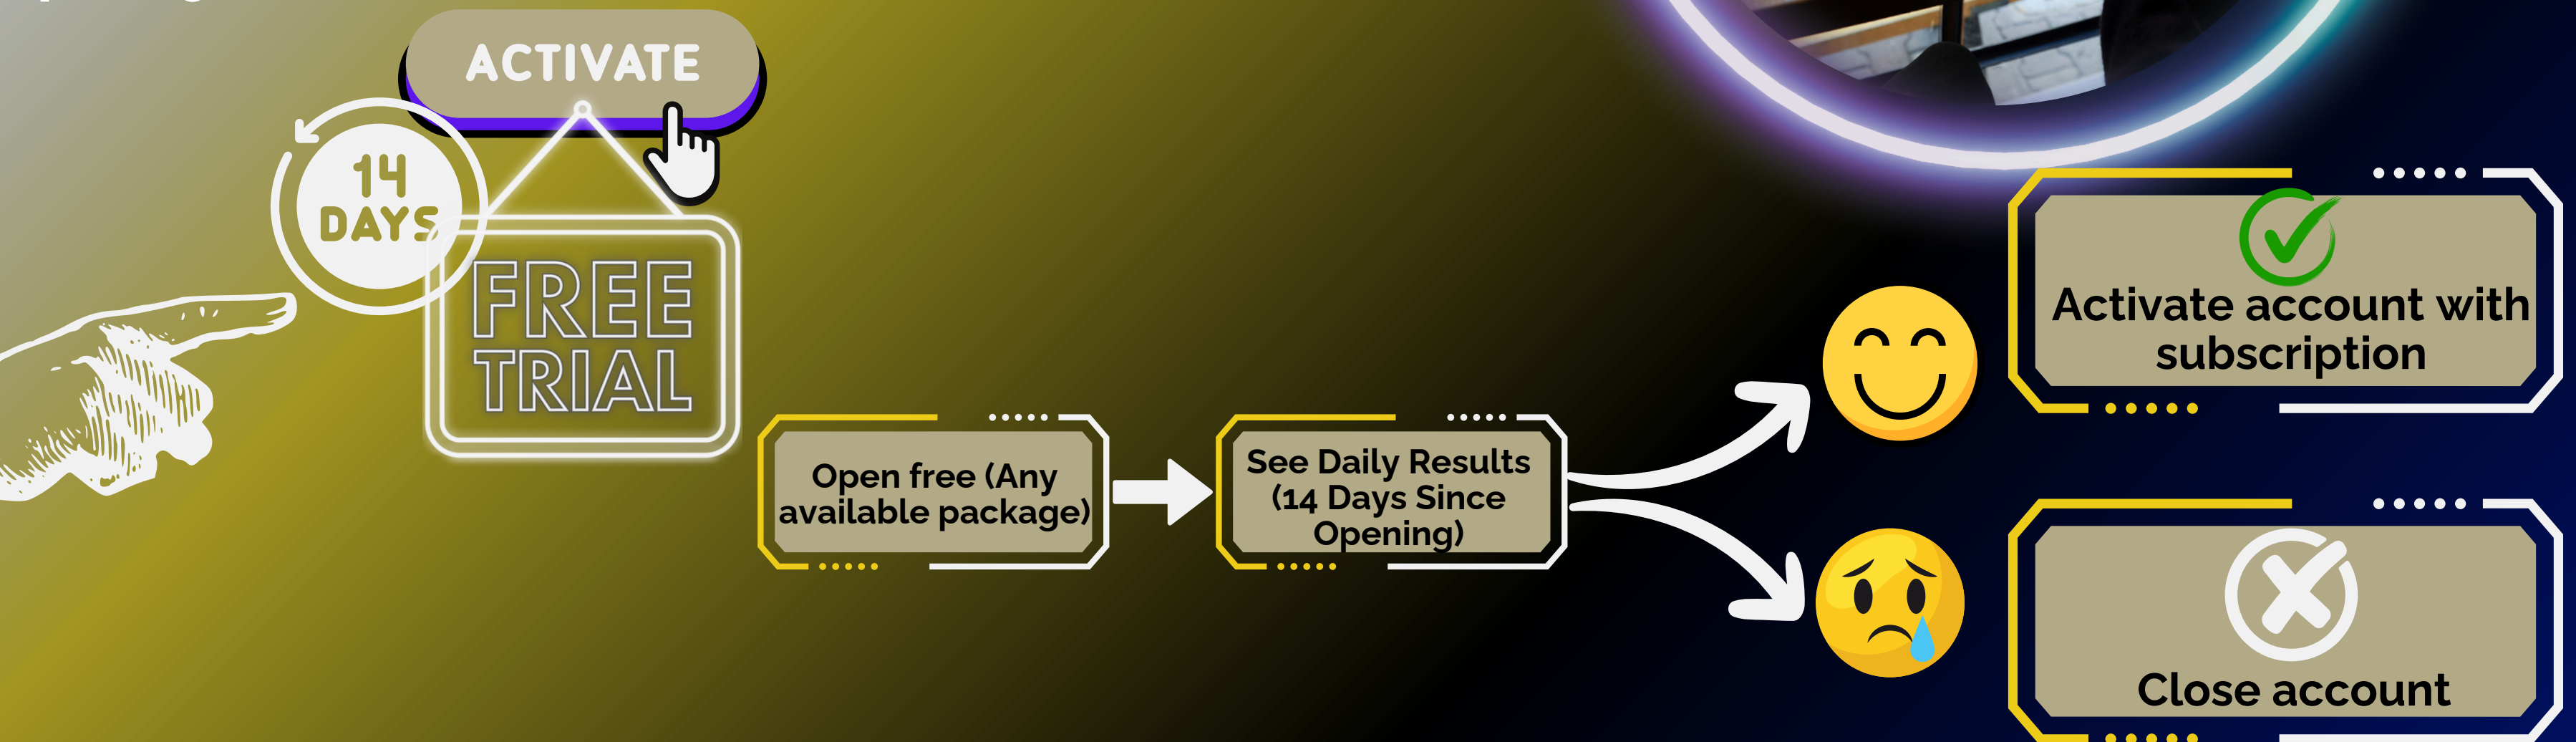 ACTIVATE
14
DAYS
FREE
TRIAL
Open free (Any
available package)
See Daily Results
(14 Days Since
Opening)
Activate account with
subscription
Close account